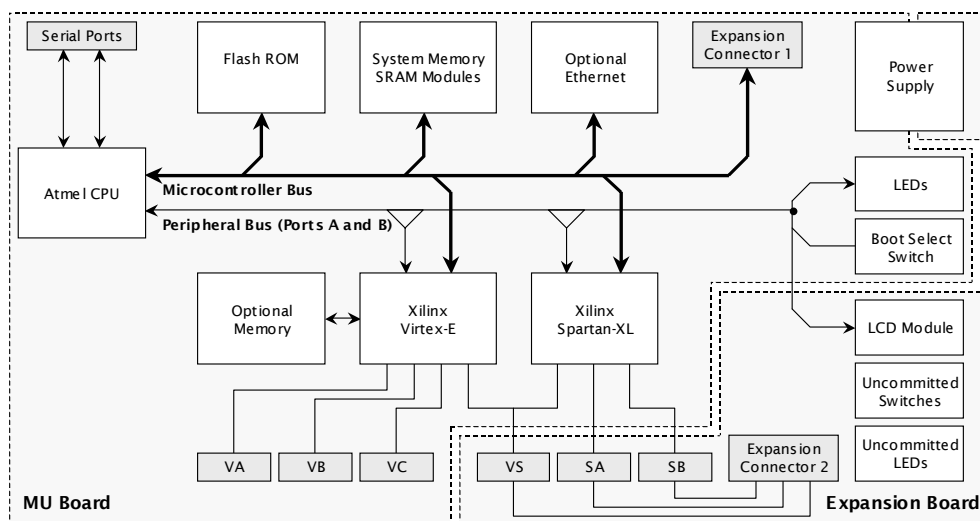 Serial Ports
Flash ROM
System Memory
SRAM Modules
Optional
Ethernet
Expansion
Connector 1
Power
Supply
Atmel CPU
Microcontroller Bus
Peripheral Bus (Ports A and B)
LEDs
Boot Select
Switch
Optional
Memory
Xilinx
Virtex-E
Xilinx
Spartan-XL
LCD Module
Uncommitted
Switches
Uncommitted
LEDs
VA
VB
VC
VS
SA
SB
Expansion
Connector 2
MU Board
Expansion Board